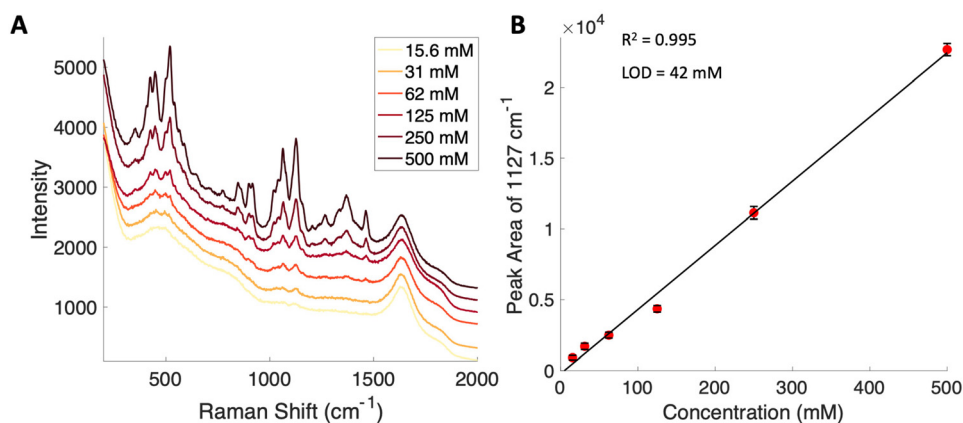 A
5000
4000
3000
2000
1000
Intensity
15.6 mM
31 mM
62 mM
125 mM
250 mM
500 mM
500
1000
1500
2000
Raman Shift (cm⁻¹)
B
×10⁴
R² = 0.995
LOD = 42 mM
2
1.5
1
0.5
0
Peak Area of 1127 cm⁻¹
0
100
200
300
400
500
Concentration (mM)